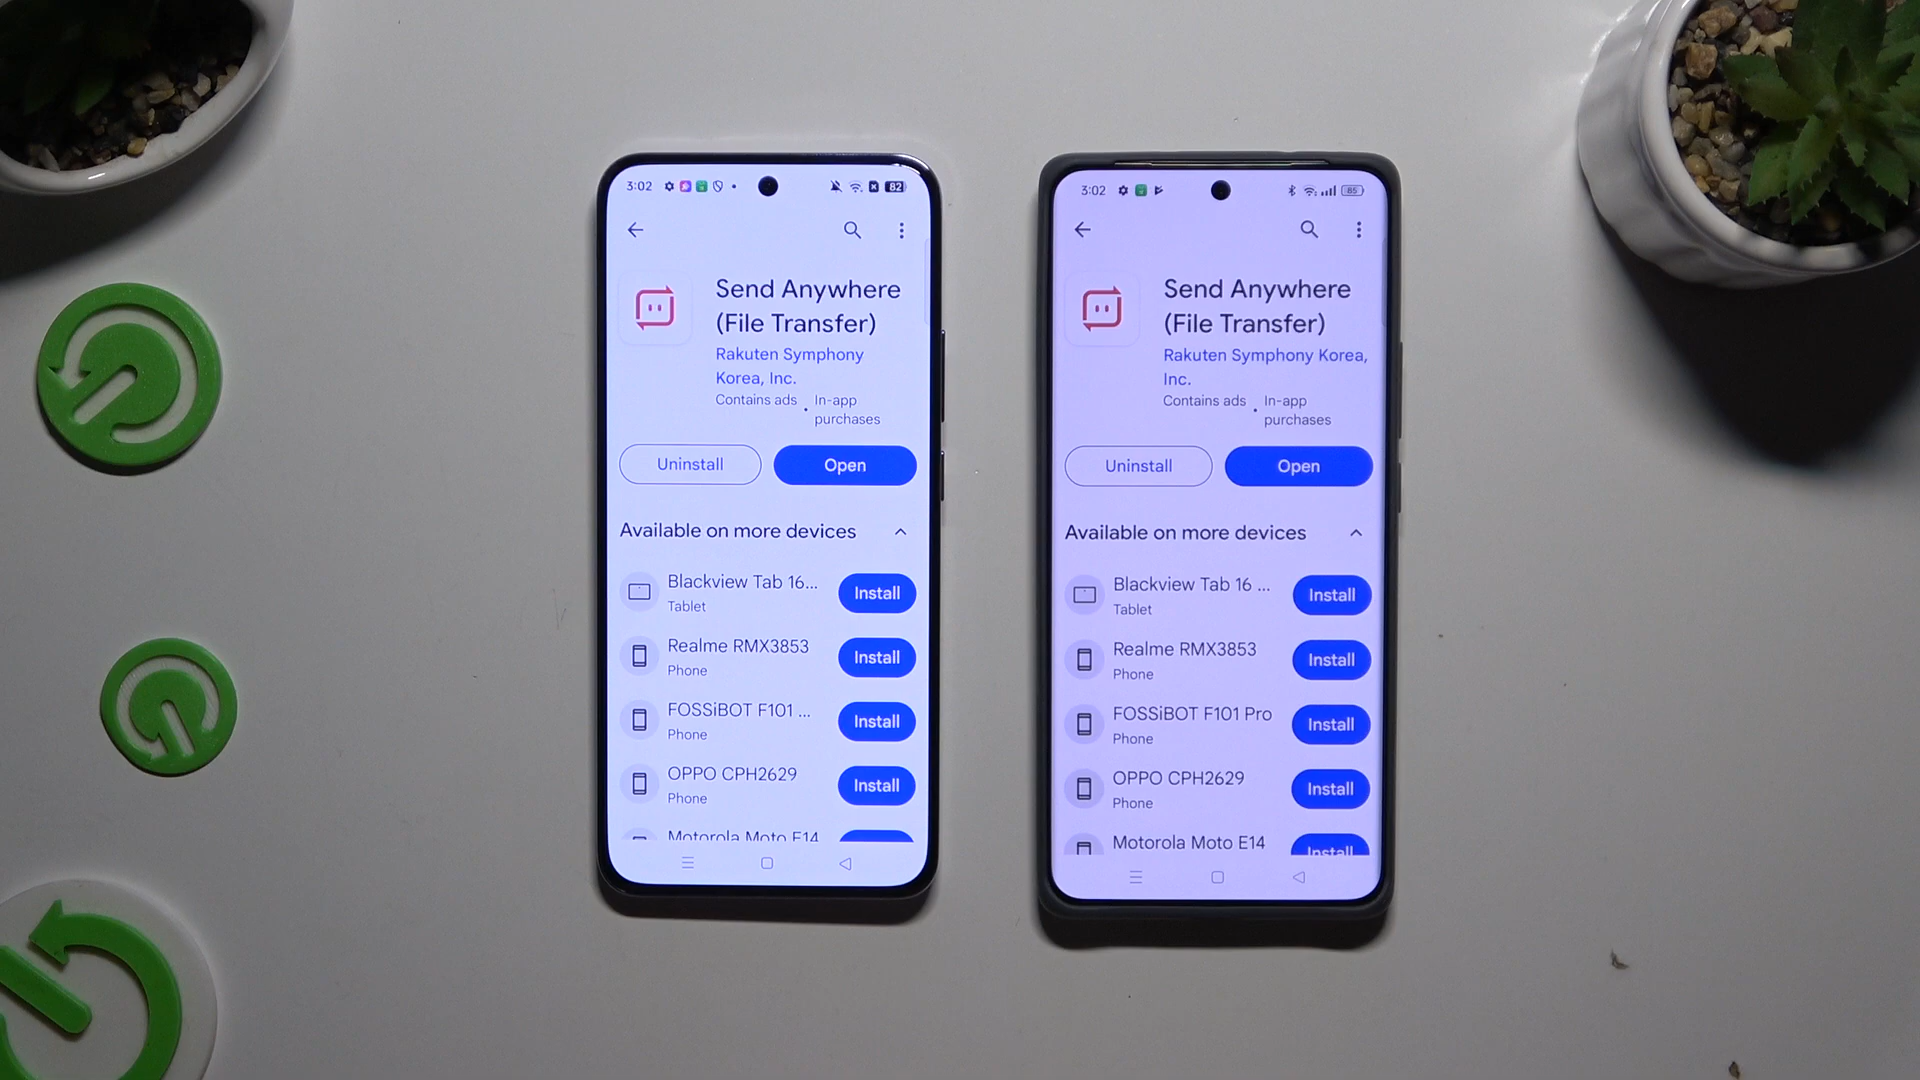 3:02
82
Send Anywhere
(File Transfer)
Rakuten Symphony
Korea, Inc.
Contains ads • In-app
purchases
Uninstall
Open
Available on more devices
Blackview Tab 16...
Tablet
Install
Realme RMX3853
Phone
Install
FOSSiBOT F101 ...
Phone
Install
OPPO CPH2629
Phone
Install
Motorola Moto E14
3:02
85
Send Anywhere
(File Transfer)
Rakuten Symphony Korea,
Inc.
Contains ads • In-app
purchases
Uninstall
Open
Available on more devices
Blackview Tab 16 ...
Tablet
Install
Realme RMX3853
Phone
Install
FOSSiBOT F101 Pro
Phone
Install
OPPO CPH2629
Phone
Install
Motorola Moto E14
Install